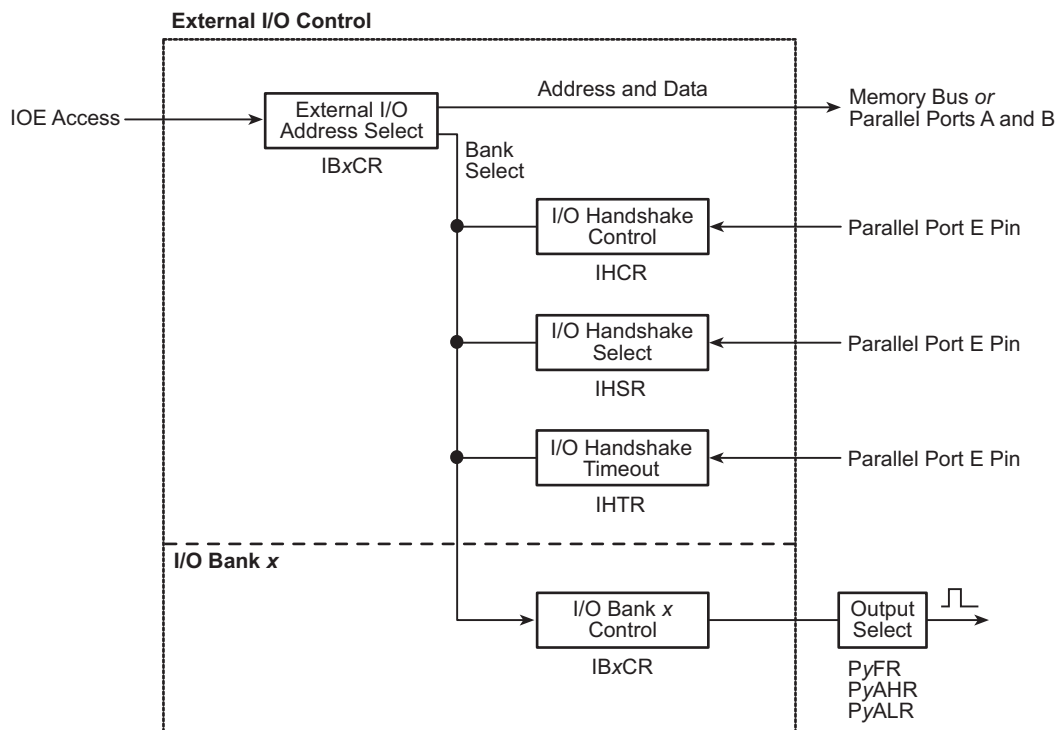 External I/O Control
IOE Access
External I/O
Address Select
IBxCR
Address and Data
Memory Bus or
Parallel Ports A and B
Bank
Select
I/O Handshake
Control
IHCR
Parallel Port E Pin
I/O Handshake
Select
IHSR
Parallel Port E Pin
I/O Handshake
Timeout
IHTR
Parallel Port E Pin
I/O Bank x
I/O Bank x
Control
IBxCR
Output
Select
PyFR
PyAHR
PyALR